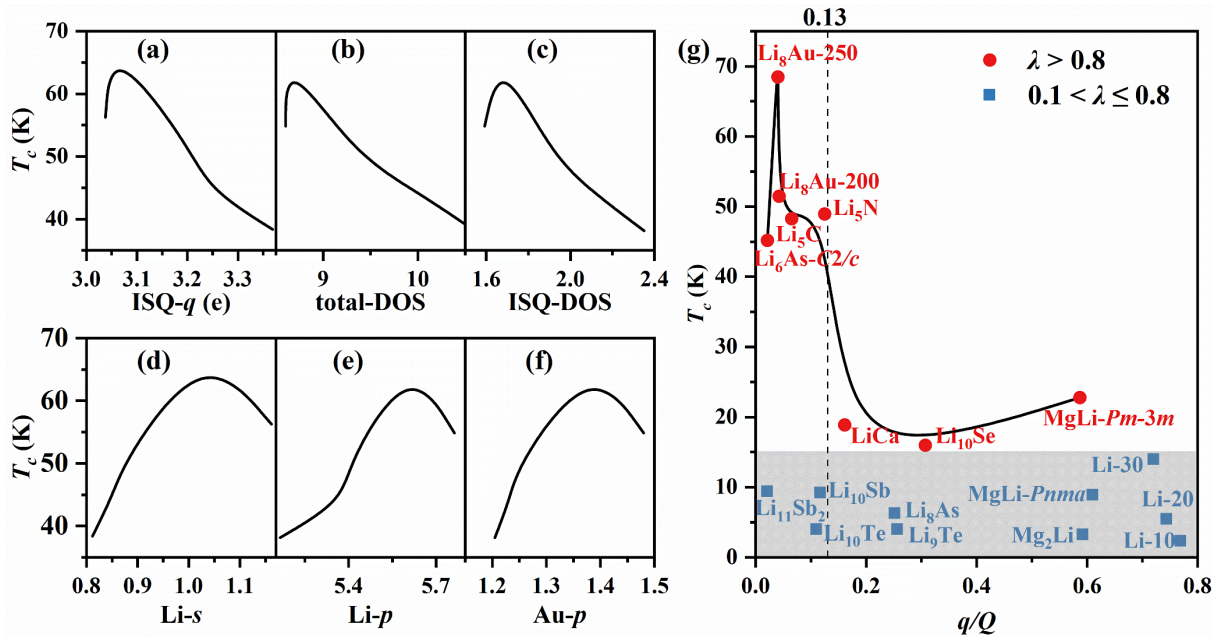 (a)
(b)
(c)
70
60
50
40
T_c (K)
3.0 3.1 3.2 3.3
9 10
1.6 2.0 2.4
ISQ-q (e)
total-DOS
ISQ-DOS
(d)
(e)
(f)
70
60
50
40
T_c (K)
0.8 0.9 1.0 1.1
5.4 5.7
1.2 1.3 1.4 1.5
Li-s
Li-p
Au-p
(g)
0.13
λ > 0.8
0.1 < λ ≤ 0.8
70
60
50
40
30
20
10
0
T_c (K)
Li₈Au-250
Li₈Au-200
Li₅N
Li₅C
Li₆As-C2/c
LiCa
Li₁₀Se
MgLi-Pm-3m
Li-30
Li₁₀Sb
MgLi-Pnma
Li-20
Li₁₁Sb₂
Li₈As
Li₁₀Te
Li₉Te
Mg₂Li
Li-10
0.0 0.2 0.4 0.6 0.8
q/Q